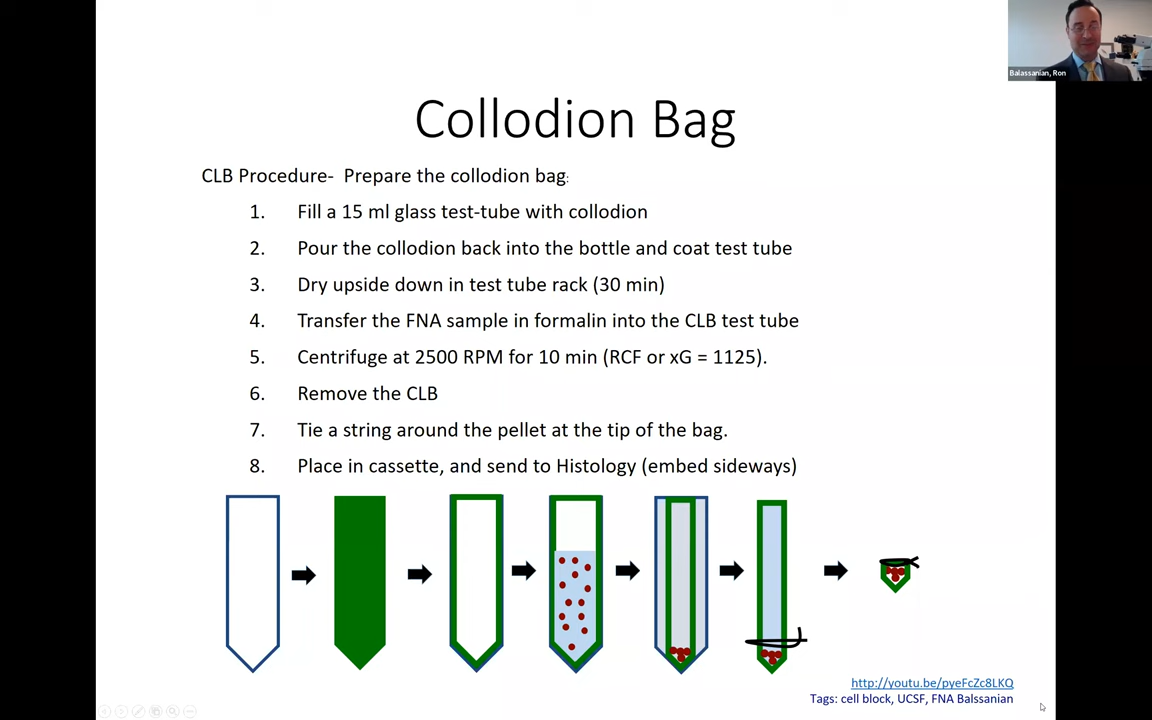 Balassanian, Ron
Collodion Bag
CLB Procedure- Prepare the collodion bag:
1. Fill a 15 ml glass test-tube with collodion
2. Pour the collodion back into the bottle and coat test tube
3. Dry upside down in test tube rack (30 min)
4. Transfer the FNA sample in formalin into the CLB test tube
5. Centrifuge at 2500 RPM for 10 min (RCF or xG = 1125).
6. Remove the CLB
7. Tie a string around the pellet at the tip of the bag.
8. Place in cassette, and send to Histology (embed sideways)
http://youtu.be/pyeFcZc8LKQ
Tags: cell block, UCSF, FNA Balssanian